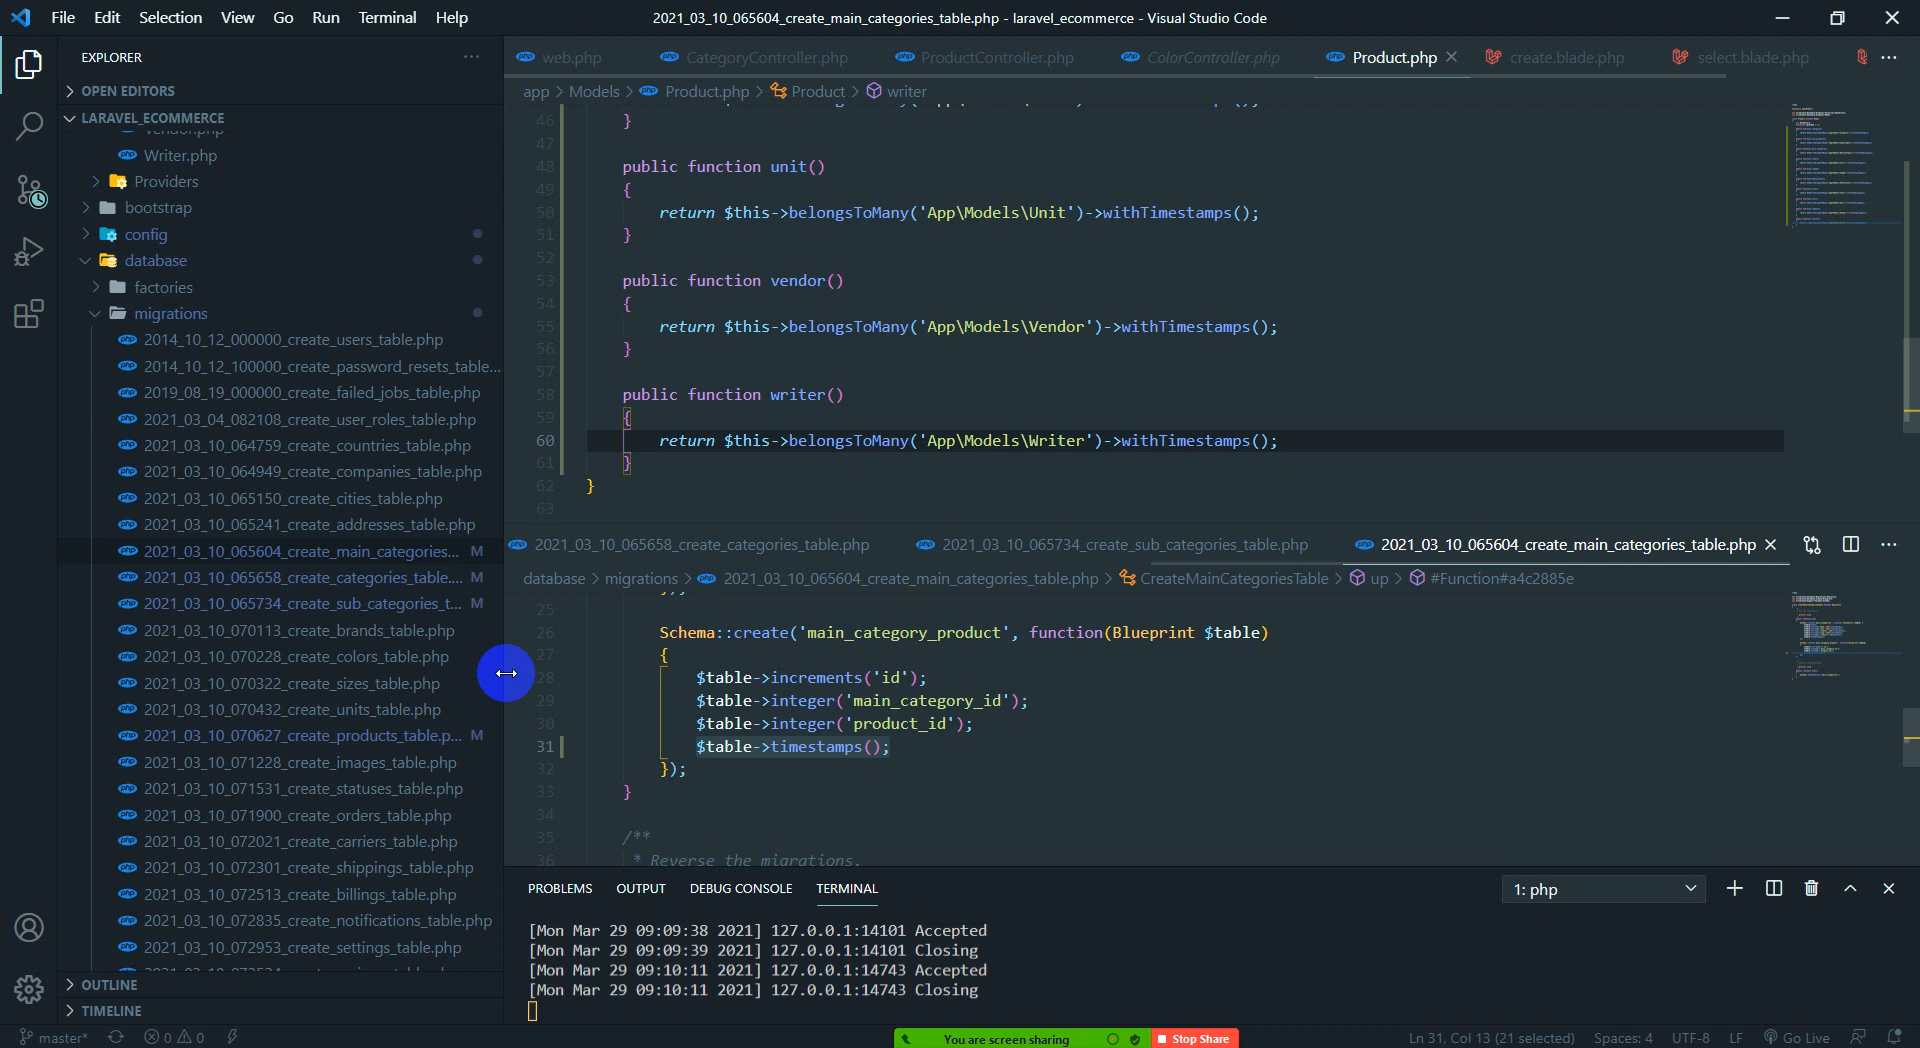 File Edit Selection View Go Run Terminal Help
2021_03_10_065604_create_main_categories_table.php - laravel_ecommerce - Visual Studio Code
EXPLORER
OPEN EDITORS
LARAVEL_ECOMMERCE
Writer.php
Providers
bootstrap
config
database
factories
migrations
2014_10_12_000000_create_users_table.php
2014_10_12_100000_create_password_resets_table...
2019_08_19_000000_create_failed_jobs_table.php
2021_03_04_082108_create_user_roles_table.php
2021_03_10_064759_create_countries_table.php
2021_03_10_064949_create_companies_table.php
2021_03_10_065150_create_cities_table.php
2021_03_10_065241_create_addresses_table.php
2021_03_10_065604_create_main_categories... M
2021_03_10_065658_create_categories_table.... M
2021_03_10_065734_create_sub_categories_t... M
2021_03_10_070113_create_brands_table.php
2021_03_10_070228_create_colors_table.php
2021_03_10_070322_create_sizes_table.php
2021_03_10_070432_create_units_table.php
2021_03_10_070627_create_products_table.p... M
2021_03_10_071228_create_images_table.php
2021_03_10_071531_create_statuses_table.php
2021_03_10_071900_create_orders_table.php
2021_03_10_072021_create_carriers_table.php
2021_03_10_072301_create_shippings_table.php
2021_03_10_072513_create_billings_table.php
2021_03_10_072835_create_notifications_table.php
2021_03_10_072953_create_settings_table.php
OUTLINE
TIMELINE
web.php CategoryController.php ProductController.php ColorController.php Product.php create.blade.php select.blade.php
app > Models > Product.php > Product > writer
46 }
47
48 public function unit()
49 {
50 return $this->belongsToMany('App\Models\Unit')->withTimestamps();
51 }
52
53 public function vendor()
54 {
55 return $this->belongsToMany('App\Models\Vendor')->withTimestamps();
56 }
57
58 public function writer()
59 {
60 return $this->belongsToMany('App\Models\Writer')->withTimestamps();
61 }
62 }
63
2021_03_10_065658_create_categories_table.php 2021_03_10_065734_create_sub_categories_table.php 2021_03_10_065604_create_main_categories_table.php
database > migrations > 2021_03_10_065604_create_main_categories_table.php > CreateMainCategoriesTable > up > #Function#a4c2885e
25
26 Schema::create('main_category_product', function(Blueprint $table)
27 {
28 $table->increments('id');
29 $table->integer('main_category_id');
30 $table->integer('product_id');
31 $table->timestamps();
32 });
33 }
34
35 /**
36 * Reverse the migrations.
PROBLEMS OUTPUT DEBUG CONSOLE TERMINAL
1: php
[Mon Mar 29 09:09:38 2021] 127.0.0.1:14101 Accepted
[Mon Mar 29 09:09:39 2021] 127.0.0.1:14101 Closing
[Mon Mar 29 09:10:11 2021] 127.0.0.1:14743 Accepted
[Mon Mar 29 09:10:11 2021] 127.0.0.1:14743 Closing
master* 0 0 You are screen sharing Stop Share Ln 31, Col 13 (21 selected) Spaces: 4 UTF-8 LF Go Live